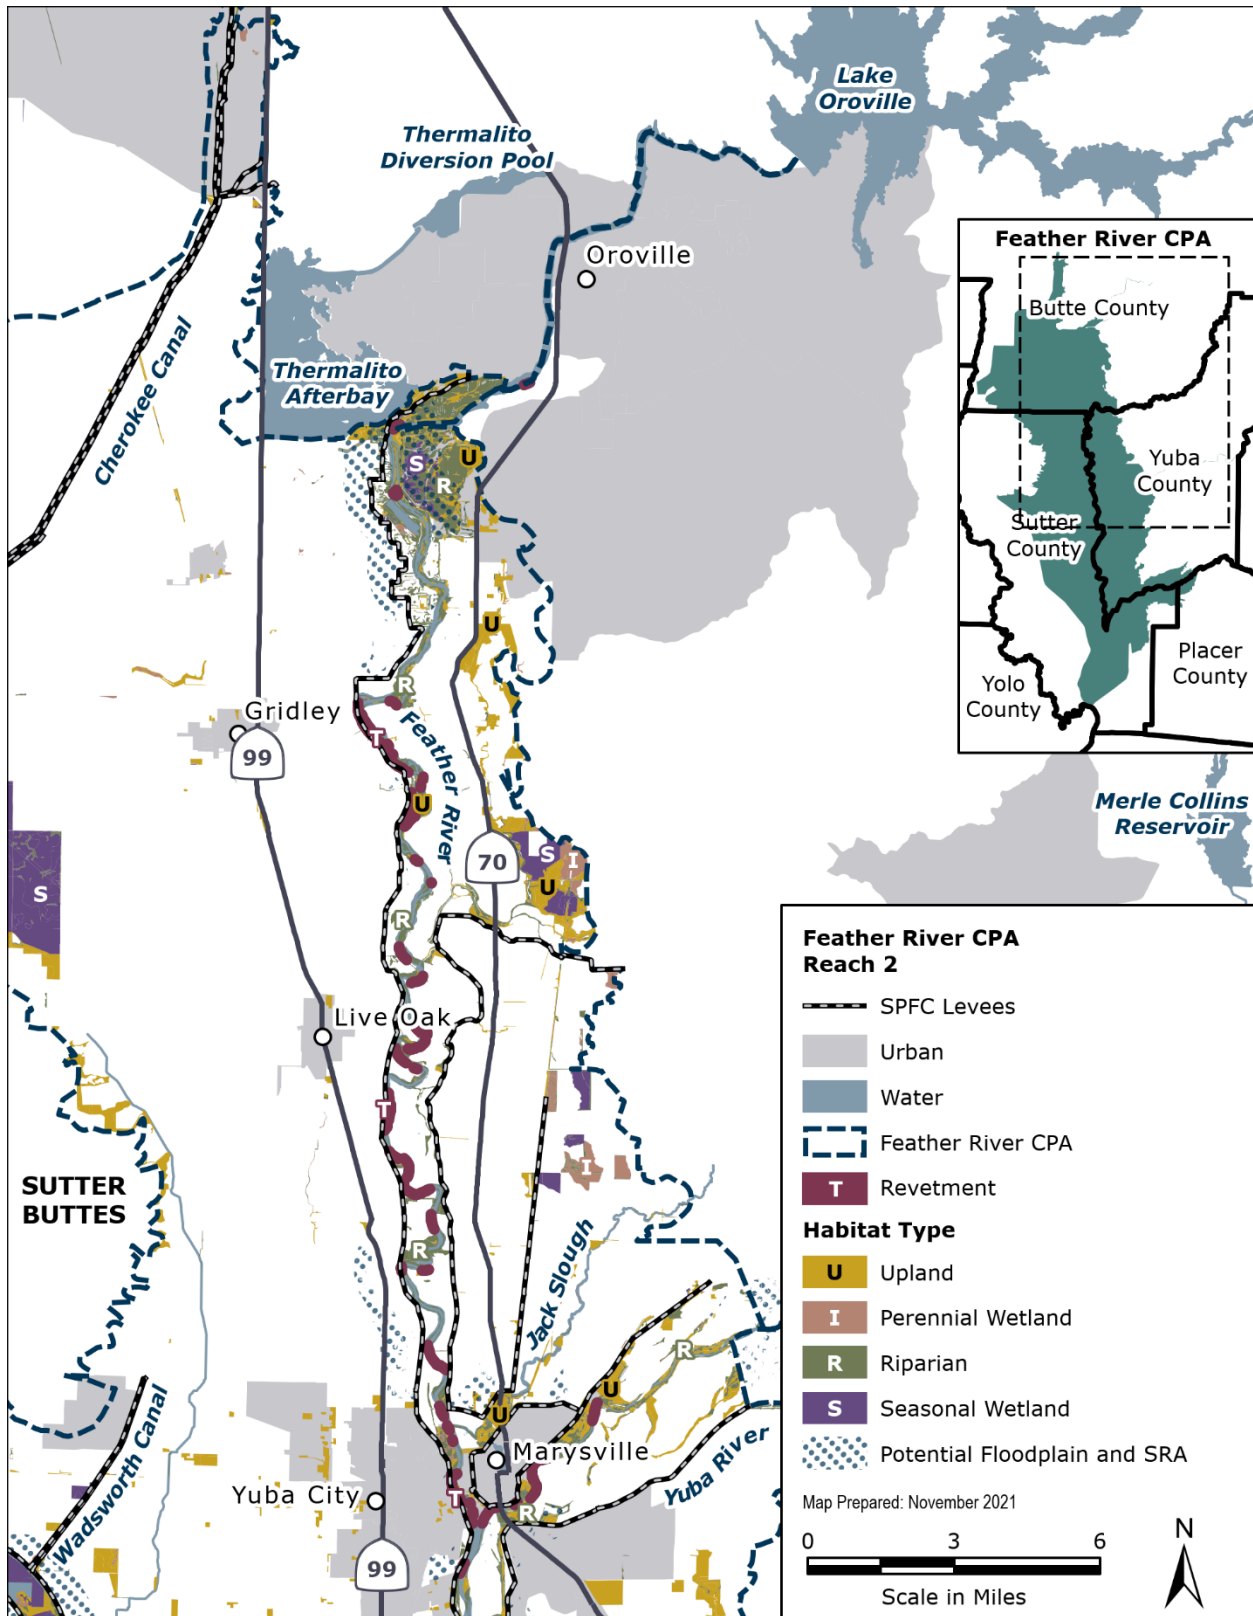 Lake
Oroville
Thermalito
Diversion Pool
Oroville
Feather River CPA
Butte County
Yuba
County
Sutter
County
Placer
County
Yolo
County
Cherokee Canal
Thermalito
Afterbay
S
U
R
U
R
Gridley
99
T
Feather River
U
70
S
I
U
Merle Collins
Reservoir
S
R
Live Oak
T
I
SUTTER
BUTTES
R
Jack Slough
R
U
U
Marysville
Yuba River
Wadsworth Canal
Yuba City
T
R
99
Feather River CPA
Reach 2
SPFC Levees
Urban
Water
Feather River CPA
T Revetment
Habitat Type
U Upland
I Perennial Wetland
R Riparian
S Seasonal Wetland
Potential Floodplain and SRA
Map Prepared: November 2021
0 3 6
Scale in Miles
N